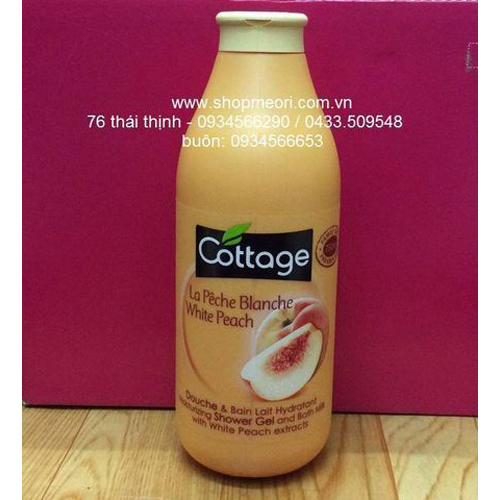 www.shopmeori.com.vn
76 thái thịnh - 0934566290 / 0433.509548
buôn: 0934566653
Cottage
La Pêche Blanche
White Peach
Douche & Bain Lait Hydratant
Moisturizing Shower Gel and Bath Milk
with White Peach extracts